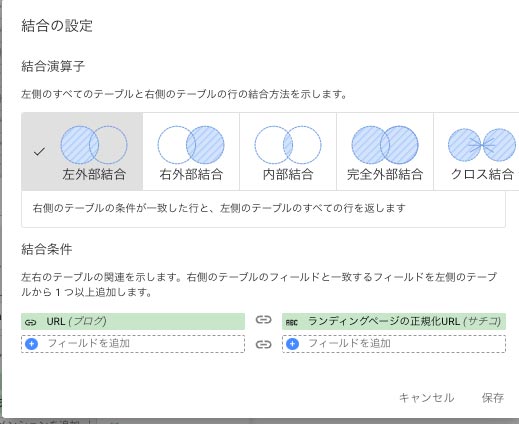 結合の設定
結合演算子
左側のすべてのテーブルと右側のテーブルの行の結合方法を示します。
左外部結合
右外部結合
内部結合
完全外部結合
クロス結合
右側のテーブルの条件が一致した行と、左側のテーブルのすべての行を返します
結合条件
左右のテーブルの関連を示します。右側のテーブルのフィールドと一致するフィールドを左側のテーブ
ルから 1 つ以上追加します。
URL (ブログ)
ABC ランディングページの正規化URL (サチコ)
フィールドを追加
フィールドを追加
キャンセル
保存